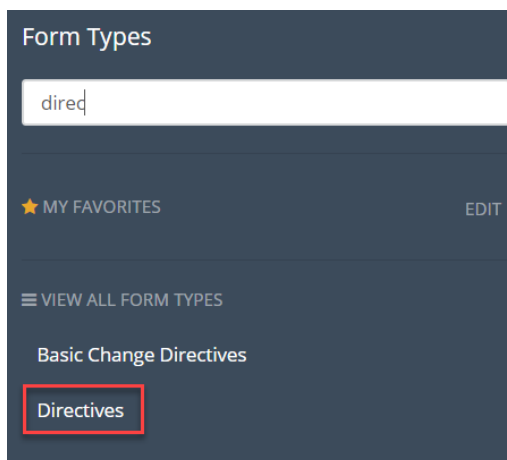 Form Types
direc
MY FAVORITES
EDIT
VIEW ALL FORM TYPES
Basic Change Directives
Directives